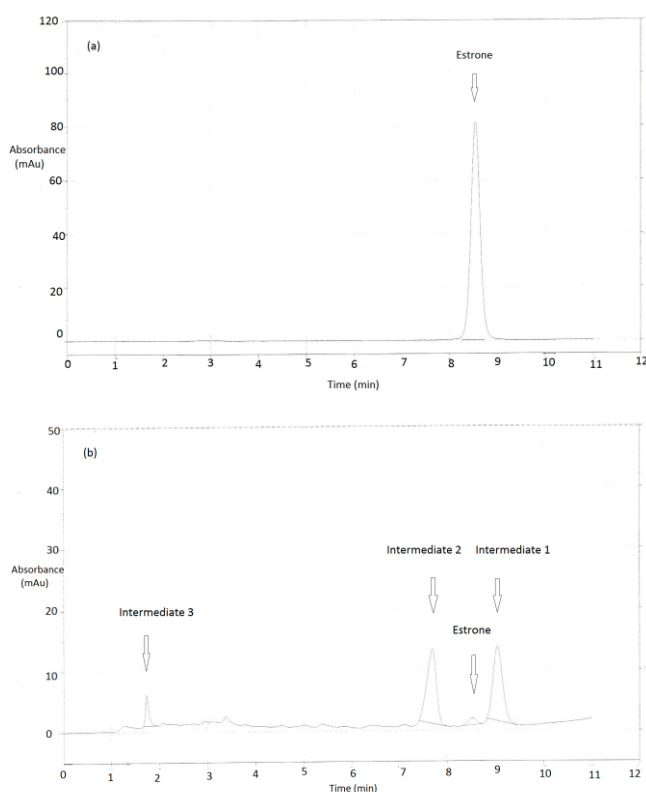 120
(a)
Estrone
100
80
Absorbance
(mAu)
60
40
20
0
0 1 2 3 4 5 6 7 8 9 10 11 12
Time (min)
50
(b)
40
Intermediate 2 Intermediate 1
30
Absorbance
(mAu)
Intermediate 3
20
Estrone
10
0
0 1 2 3 4 5 6 7 8 9 10 11 12
Time (min)